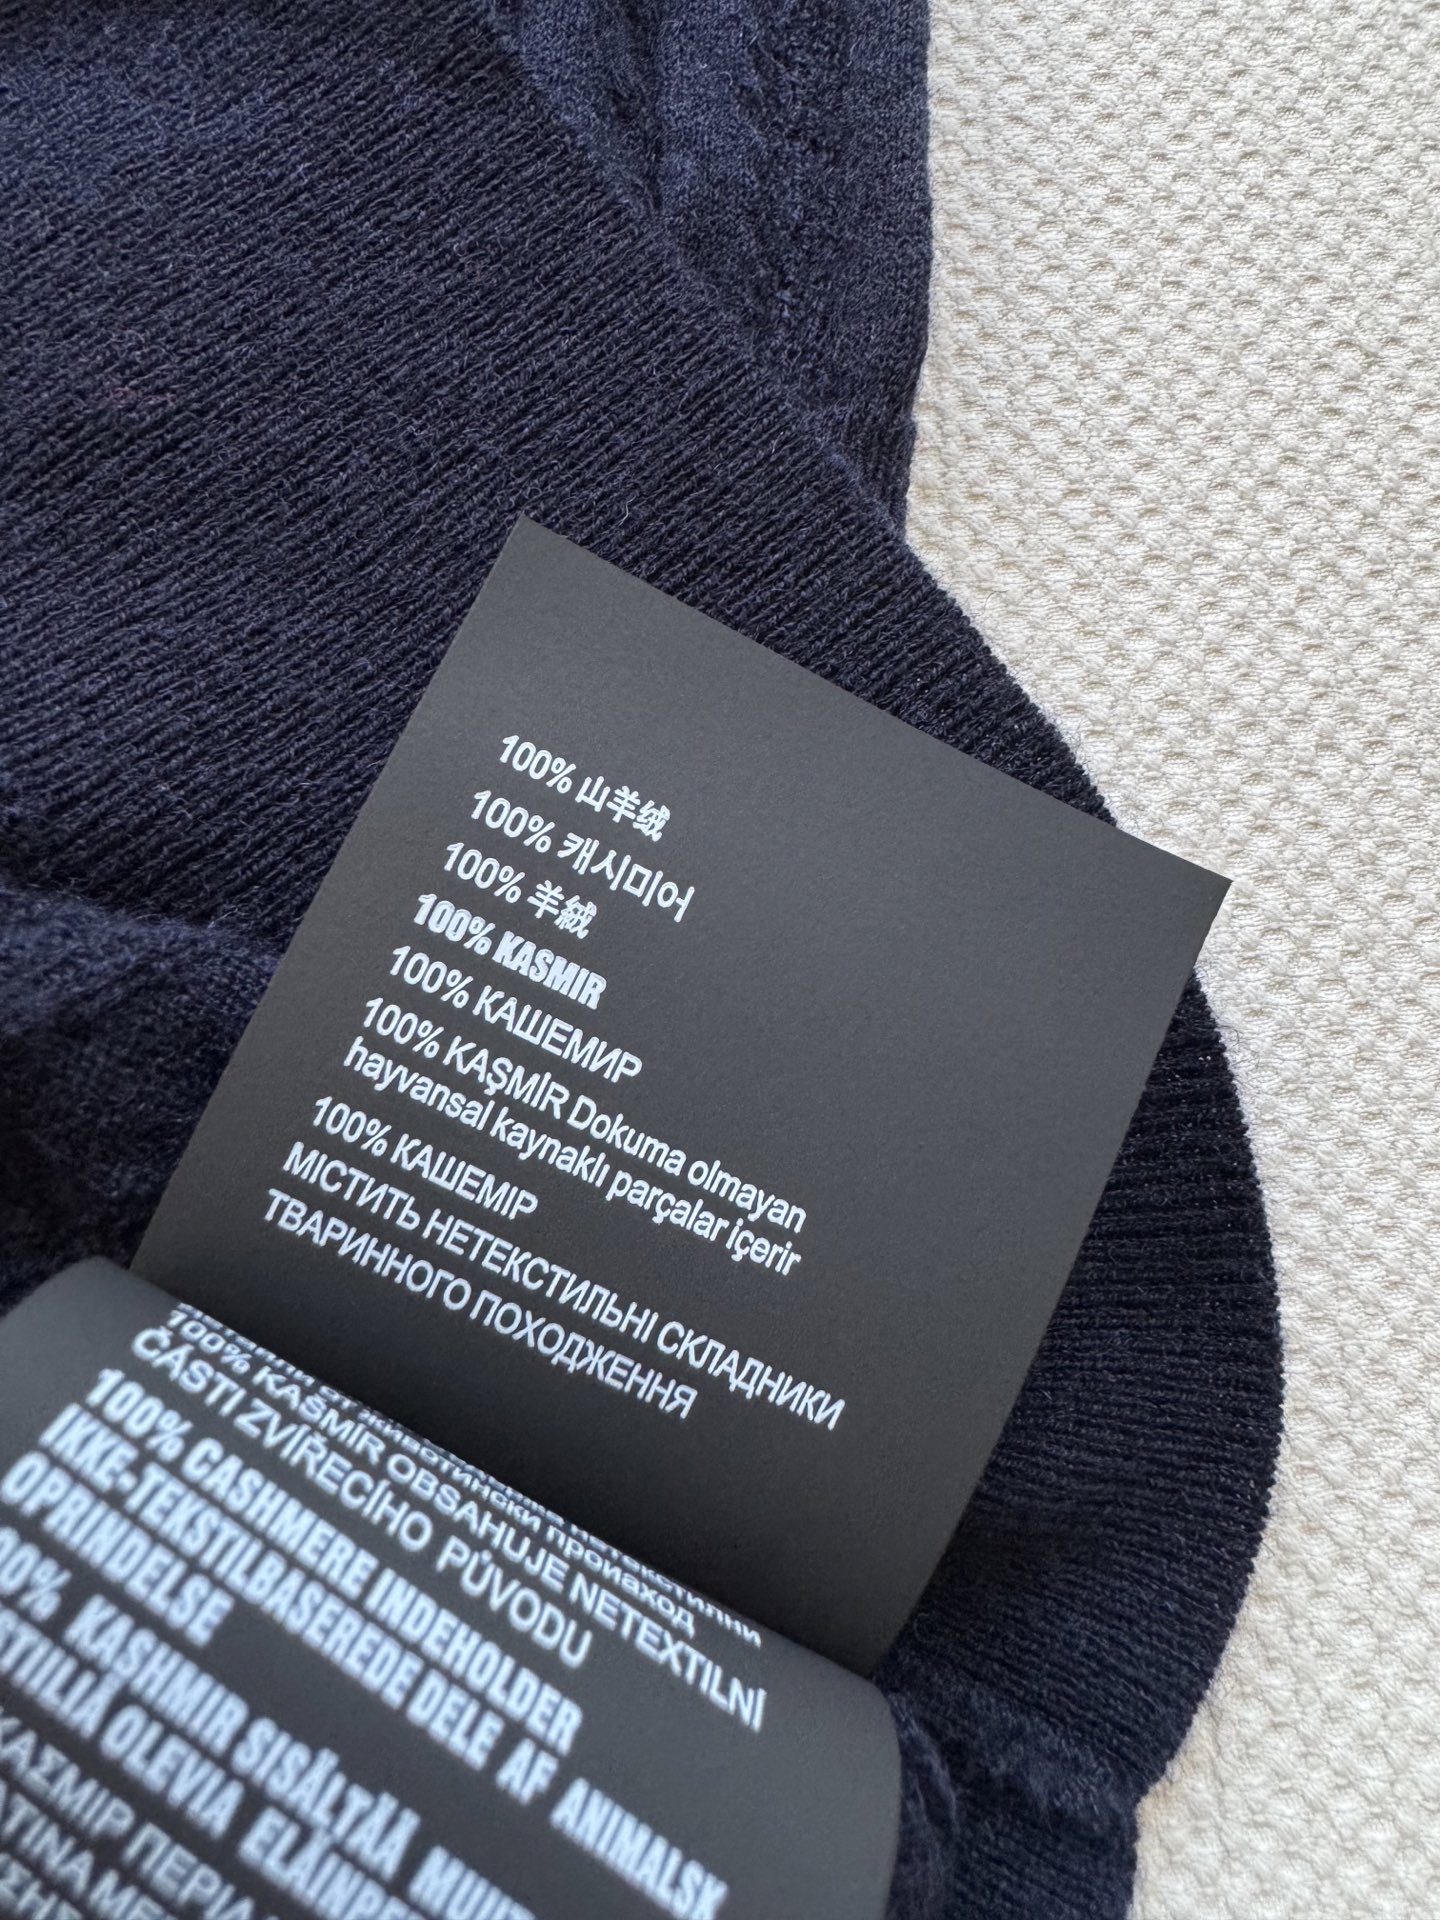 100% 山羊绒
100% 캐시미어
100% 羊絨
100% KASMIR
100% КАШЕМИР
100% KAŞMİR Dokuma olmayan
hayvansal kaynaklı parçalar içerir
100% КАШЕМІР
МІСТИТЬ НЕТЕКСТИЛЬНІ СКЛАДНИКИ
ТВАРИННОГО ПОХОДЖЕННЯ
100% KAŠMÍR OBSAHUJE NETEXTILNÍ
ČÁSTI ZVÍŘECÍHO PŮVODU
100% CASHMERE INDEHOLDER
IKKE-TEKSTILBASEREDE DELE AF ANIMALSK
OPRINDELSE
KASHMIR SISÄLTÄÄ
OLEVIA
ΚΑΣΜΙΡ